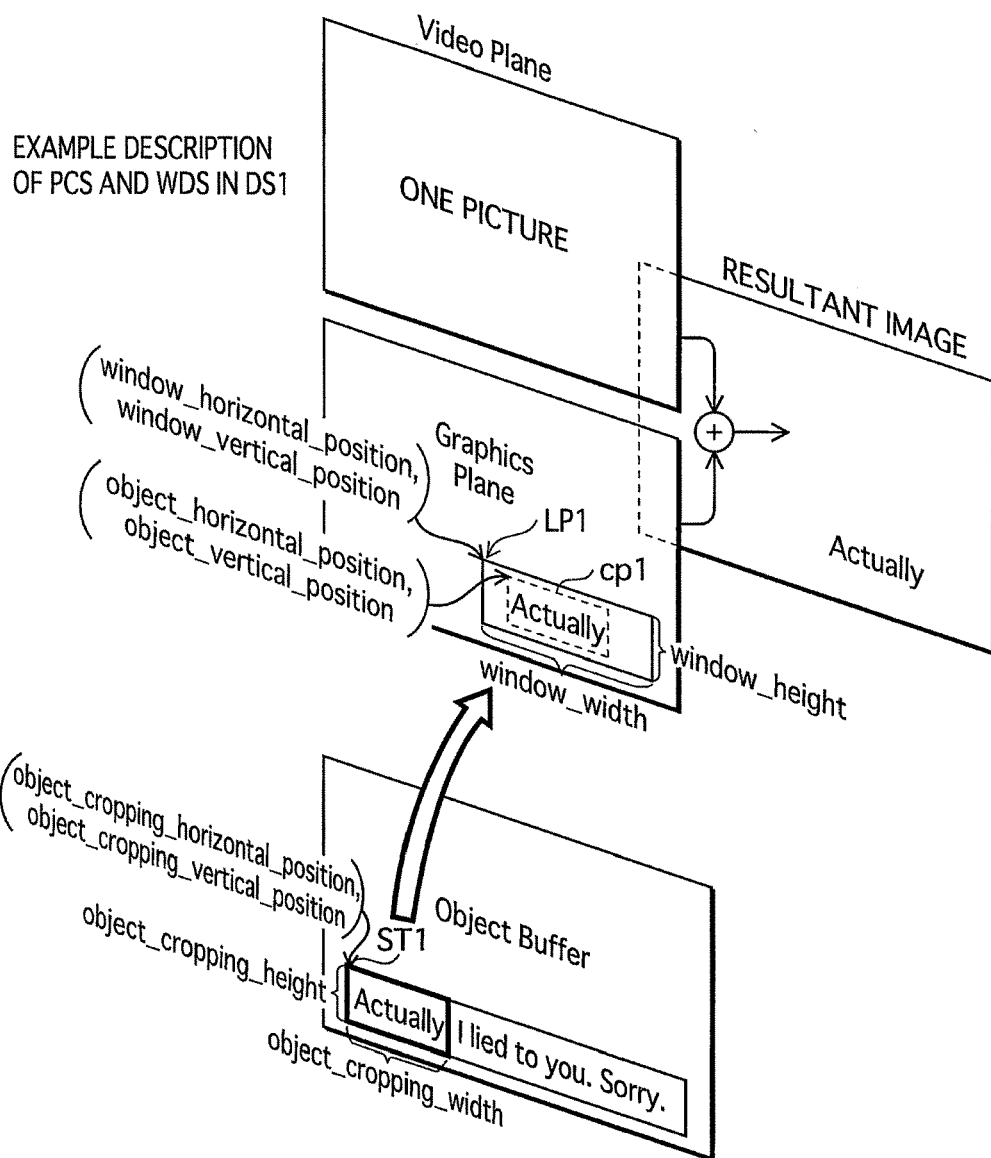 Video Plane
EXAMPLE DESCRIPTION
OF PCS AND WDS IN DS1
ONE PICTURE
RESULTANT IMAGE
(window_horizontal_position,
window_vertical_position)
Graphics
Plane
+
(object_horizontal_position,
object_vertical_position)
LP1
cp1
Actually
Actually
window_height
window_width
(object_cropping_horizontal_position,
object_cropping_vertical_position)
Object Buffer
ST1
object_cropping_height
Actually I lied to you. Sorry.
object_cropping_width